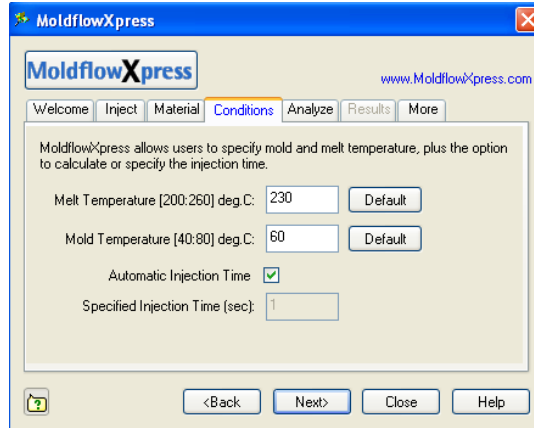 MoldflowXpress
MoldflowXpress
www.MoldflowXpress.com
Welcome Inject Material Conditions Analyze Results More
MoldflowXpress allows users to specify mold and melt temperature, plus the option
to calculate or specify the injection time.
Melt Temperature [200:260] deg.C: 230 Default
Mold Temperature [40:80] deg.C: 60 Default
Automatic Injection Time
Specified Injection Time (sec): 1
<Back Next> Close Help